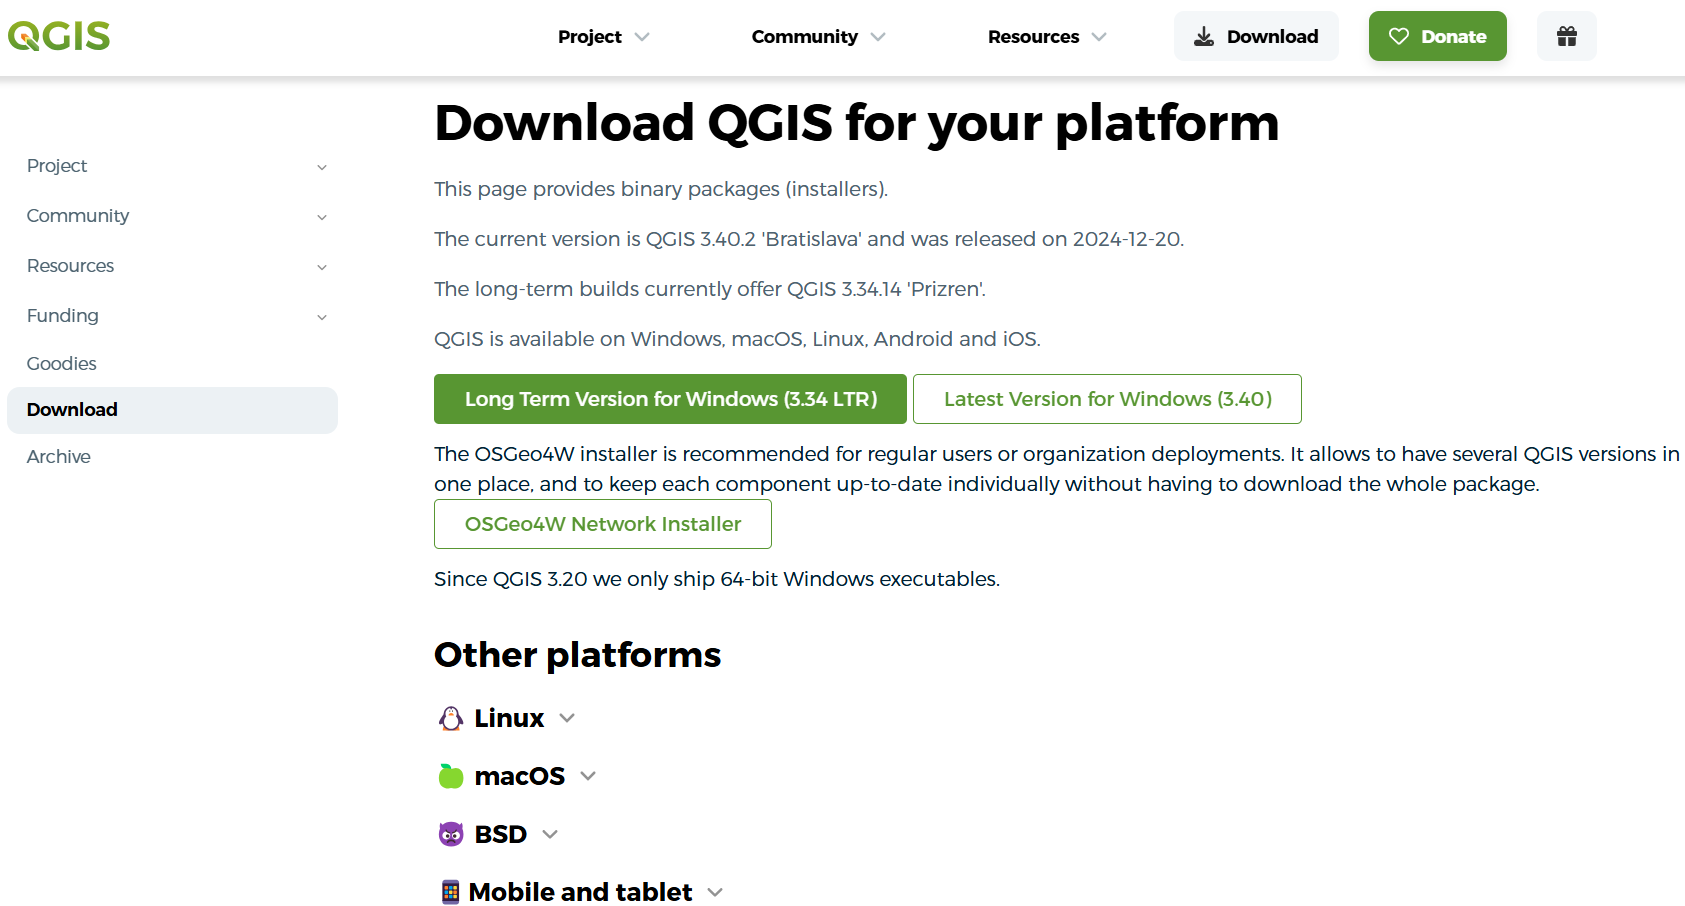 QGIS
Project
Community
Resources
Download
Donate
Project
Community
Resources
Funding
Goodies
Download
Archive
Download QGIS for your platform
This page provides binary packages (installers).
The current version is QGIS 3.40.2 'Bratislava' and was released on 2024-12-20.
The long-term builds currently offer QGIS 3.34.14 'Prizren'.
QGIS is available on Windows, macOS, Linux, Android and iOS.
Long Term Version for Windows (3.34 LTR)
Latest Version for Windows (3.40)
The OSGeo4W installer is recommended for regular users or organization deployments. It allows to have several QGIS versions in
one place, and to keep each component up-to-date individually without having to download the whole package.
OSGeo4W Network Installer
Since QGIS 3.20 we only ship 64-bit Windows executables.
Other platforms
Linux
macOS
BSD
Mobile and tablet